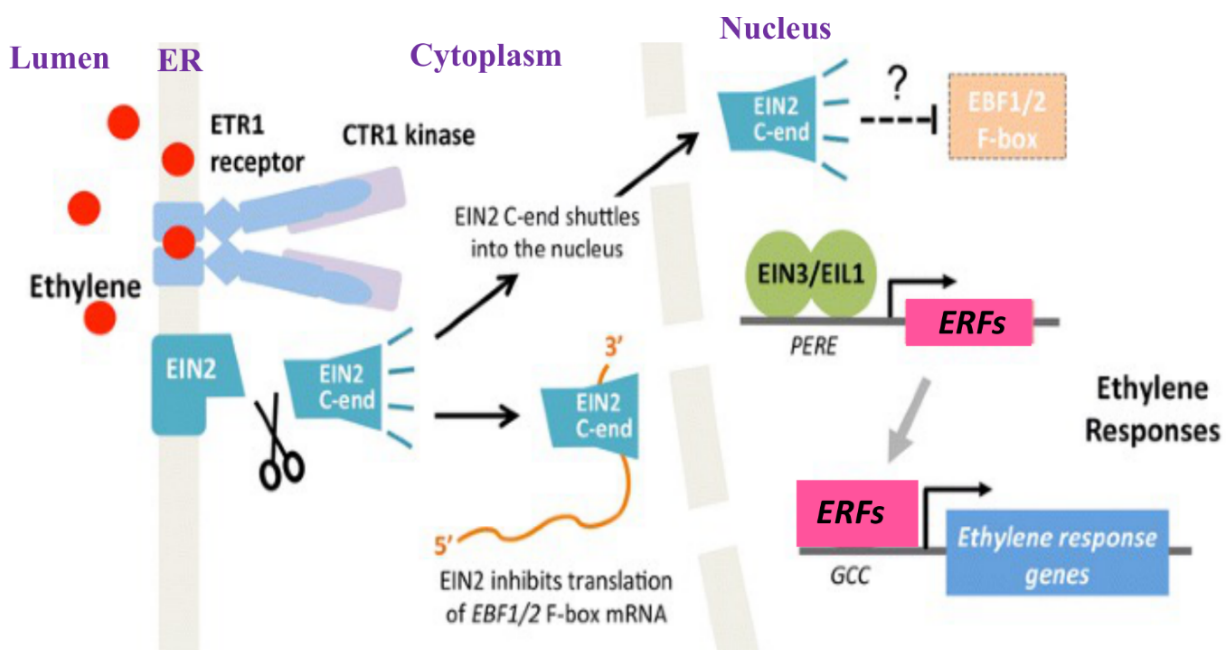 Lumen
ER
Cytoplasm
Nucleus
ETR1
receptor
CTR1 kinase
Ethylene
EIN2 C-end shuttles
into the nucleus
EIN2
C-end
?
EBF1/2
F-box
EIN3/EIL1
ERFs
PERE
EIN2
EIN2
C-end
3’
EIN2
C-end
5’
EIN2 inhibits translation
of EBF1/2 F-box mRNA
Ethylene
Responses
ERFs
GCC
Ethylene response
genes